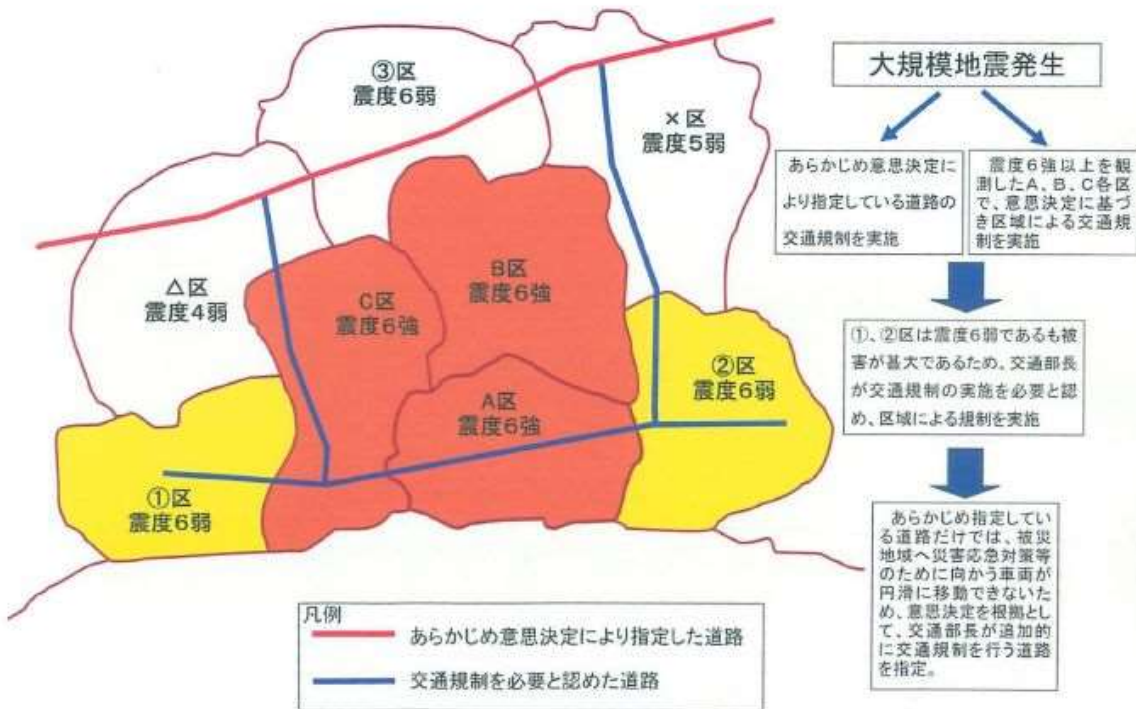 ③区
震度6弱
×区
震度5弱
△区
震度4弱
C区
震度6強
B区
震度6強
A区
震度6強
②区
震度6弱
①区
震度6弱
凡例
あらかじめ意思決定により指定した道路
交通規制を必要と認めた道路
大規模地震発生
あらかじめ意思決定に
より指定している道路の
交通規制を実施
震度6強以上を観
測したA、B、C各区
で、意思決定に基づ
き区域による交通規
制を実施
①、②区は震度6弱であるも被
害が甚大であるため、交通部長
が交通規制の実施を必要と認
め、区域による規制を実施
あらかじめ指定してい
る道路だけでは、被災
地域へ災害応急対策等
のために向かう車両が
円滑に移動できないた
め、意思決定を根拠とし
て、交通部長が追加的
に交通規制を行う道路
を指定。